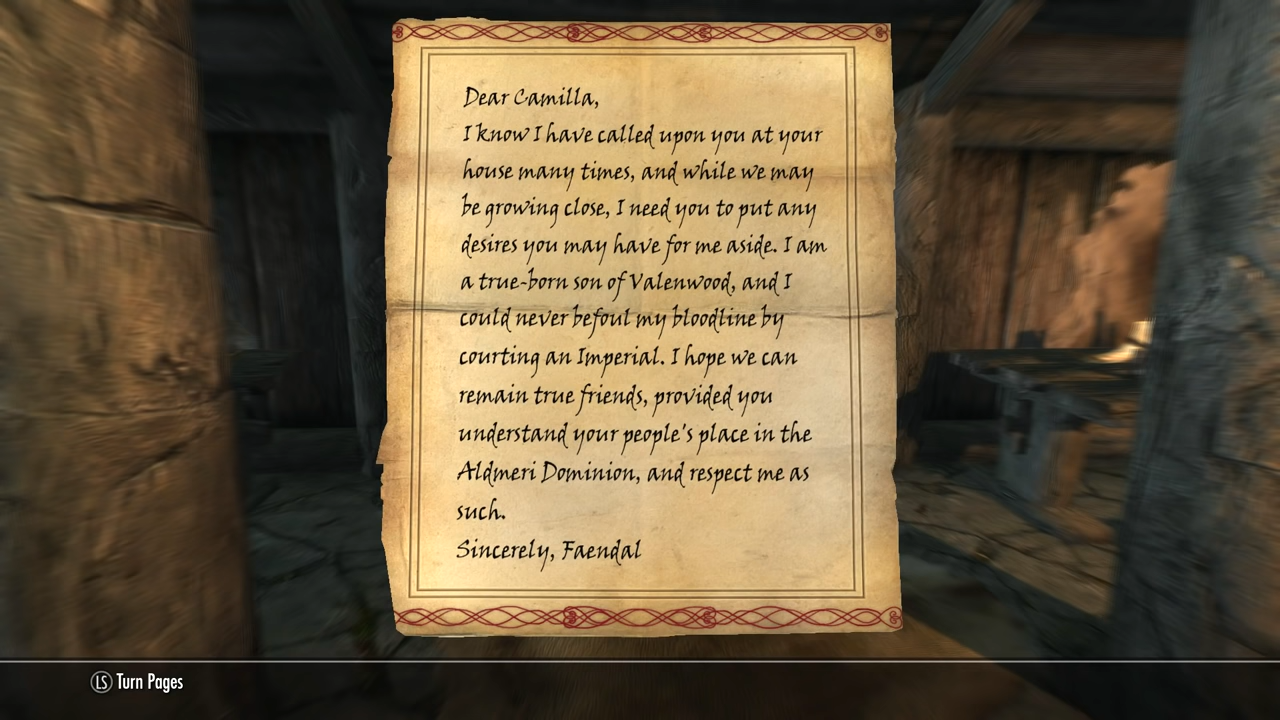 Dear Camilla,
I know I have called upon you at your
house many times, and while we may
be growing close, I need you to put any
desires you may have for me aside. I am
a true-born son of Valenwood, and I
could never befoul my bloodline by
courting an Imperial. I hope we can
remain true friends, provided you
understand your people's place in the
Aldmeri Dominion, and respect me as
such.
Sincerely, Faendal
LS Turn Pages